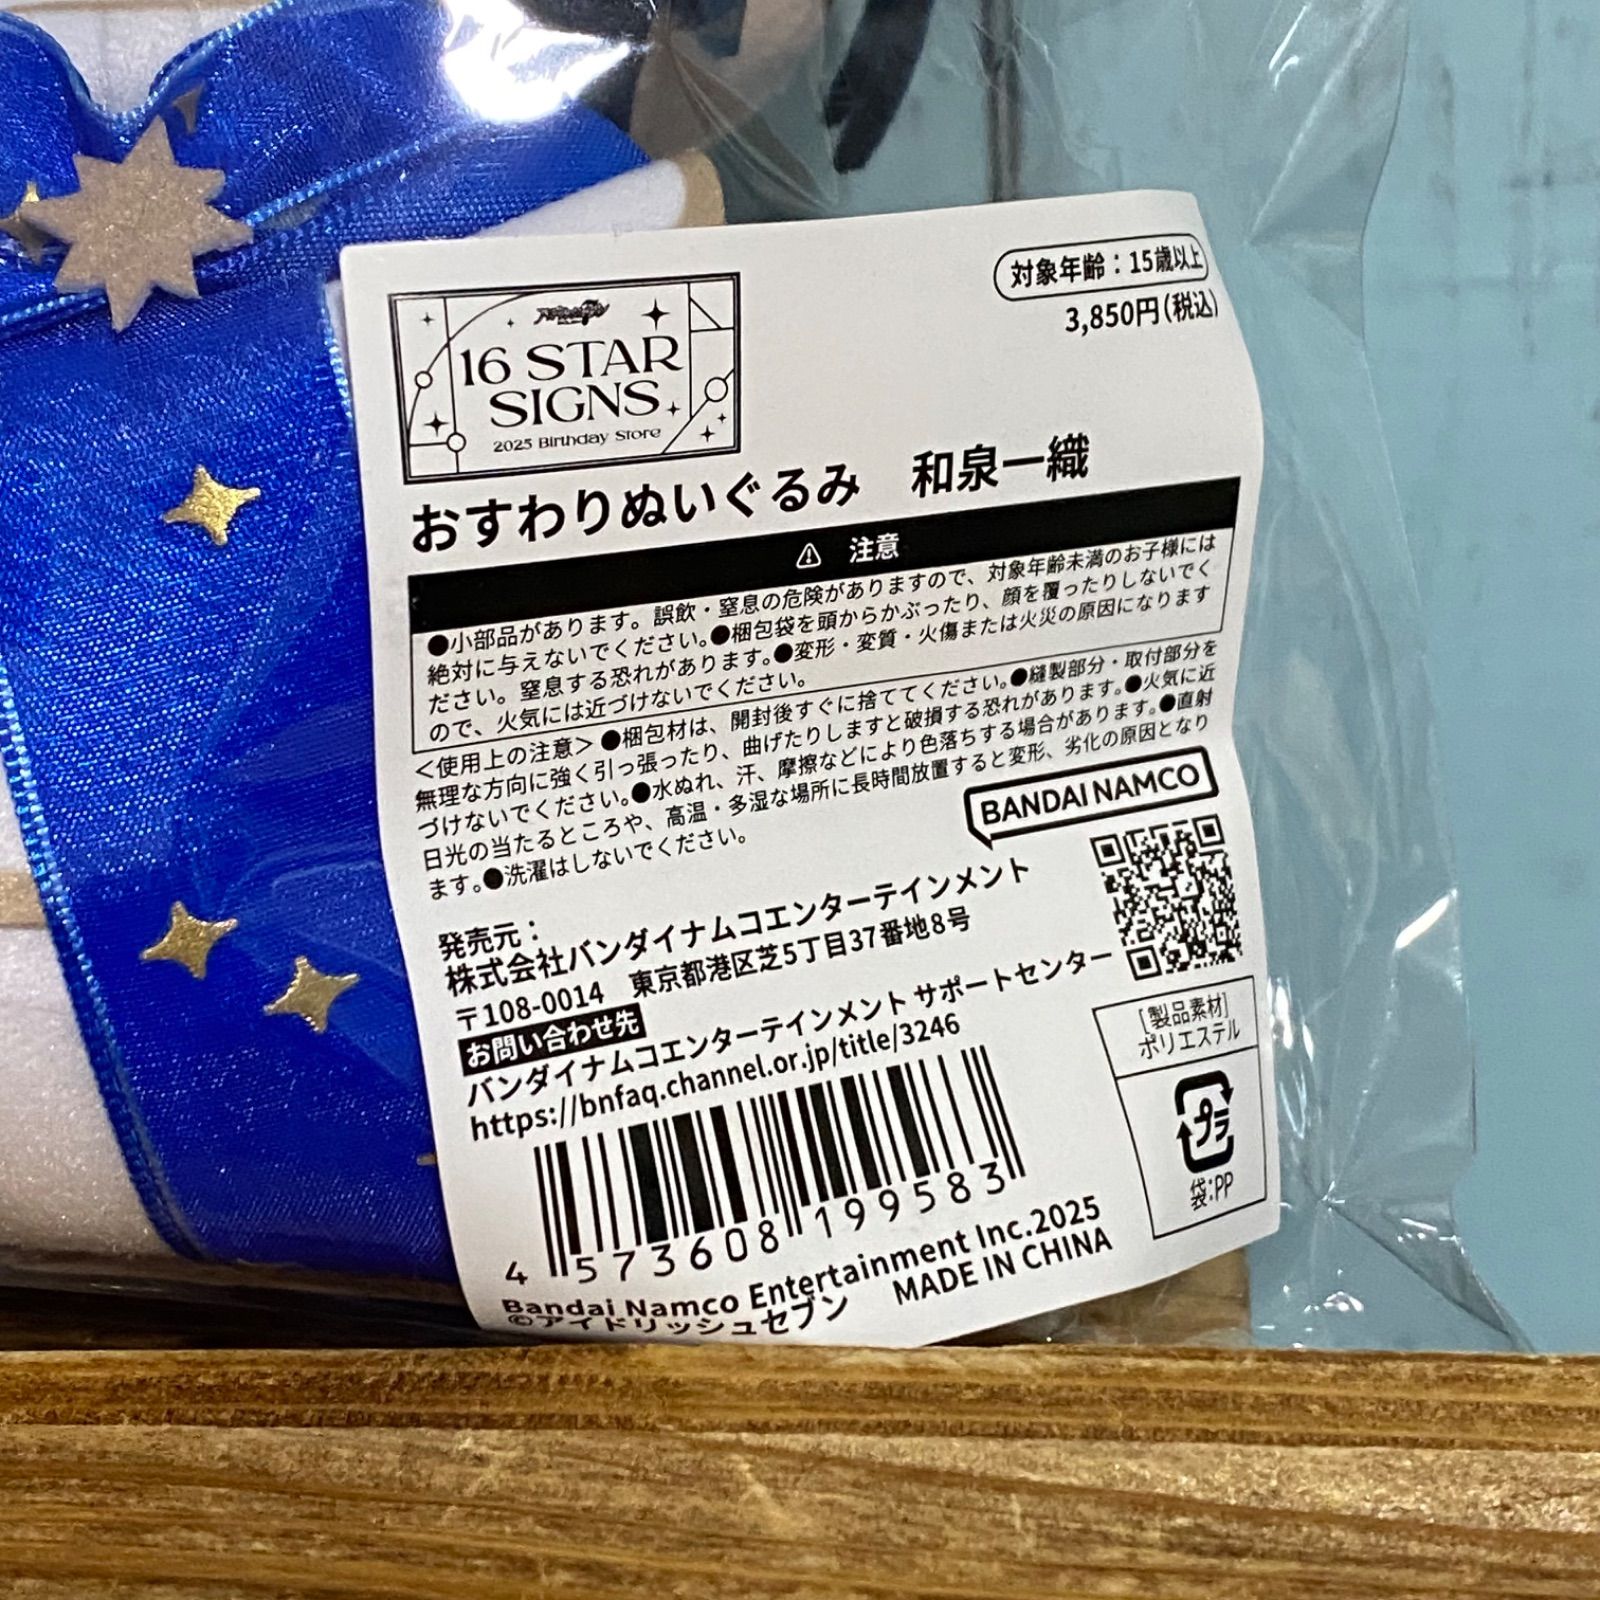 対象年齢：15歳以上
3,850円(税込)
16 STAR
SIGNS
2025 Birthday Store
おすわりぬいぐるみ　和泉一織
⚠ 注意
●小部品があります。誤飲・窒息の危険がありますので、対象年齢未満のお子様には
絶対に与えないでください。●梱包袋を頭からかぶったり、顔を覆ったりしないでく
ださい。窒息する恐れがあります。●変形・変質・火傷または火災の原因になります
ので、火気には近づけないでください。
＜使用上の注意＞●梱包材は、開封後すぐに捨ててください。●縫製部分・取付部分を
無理な方向に強く引っ張ったり、曲げたりしますと破損する恐れがあります。●火気に近
づけないでください。●水ぬれ、汗、摩擦などにより色落ちする場合があります。●直射
日光の当たるところや、高温・多湿な場所に長時間放置すると変形、劣化の原因となり
ます。●洗濯はしないでください。
BANDAI NAMCO
発売元：
株式会社バンダイナムコエンターテインメント
〒108-0014　東京都港区芝5丁目37番地8号
お問い合わせ先
バンダイナムコエンターテインメント サポートセンター
https://bnfaq.channel.or.jp/title/3246
[製品素材]
ポリエステル
プラ
袋:PP
4 573608 199583
Bandai Namco Entertainment Inc.2025
©アイドリッシュセブン
MADE IN CHINA